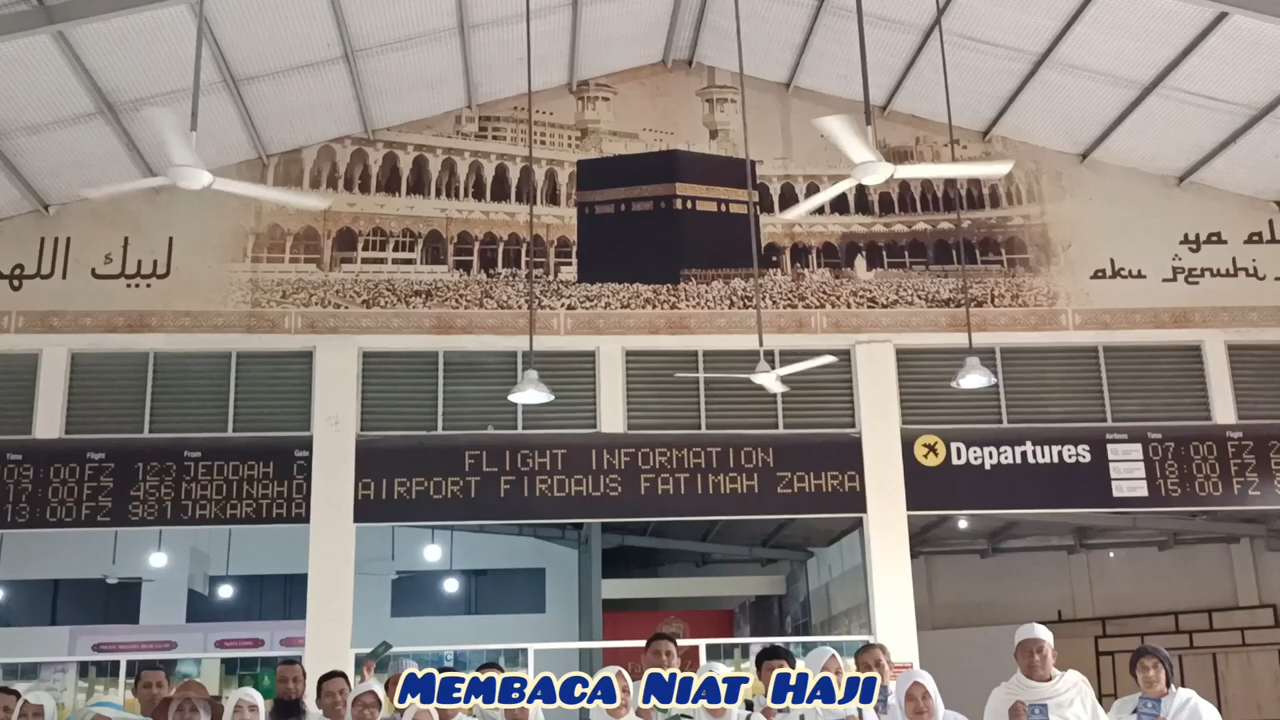 لبيك اللهم
ya al
aku penuhi
Time Flight From Gate
09:00 FZ 123 JEDDAH C
17:00 FZ 456 MADINAH D
13:00 FZ 981 JAKARTA A
FLIGHT INFORMATION
AIRPORT FIRDAUS FATIMAH ZAHRA
Departures
Airlines Time Flight
07:00 FZ 2
18:00 FZ
15:00 FZ
MEMBACA NIAT HAJI